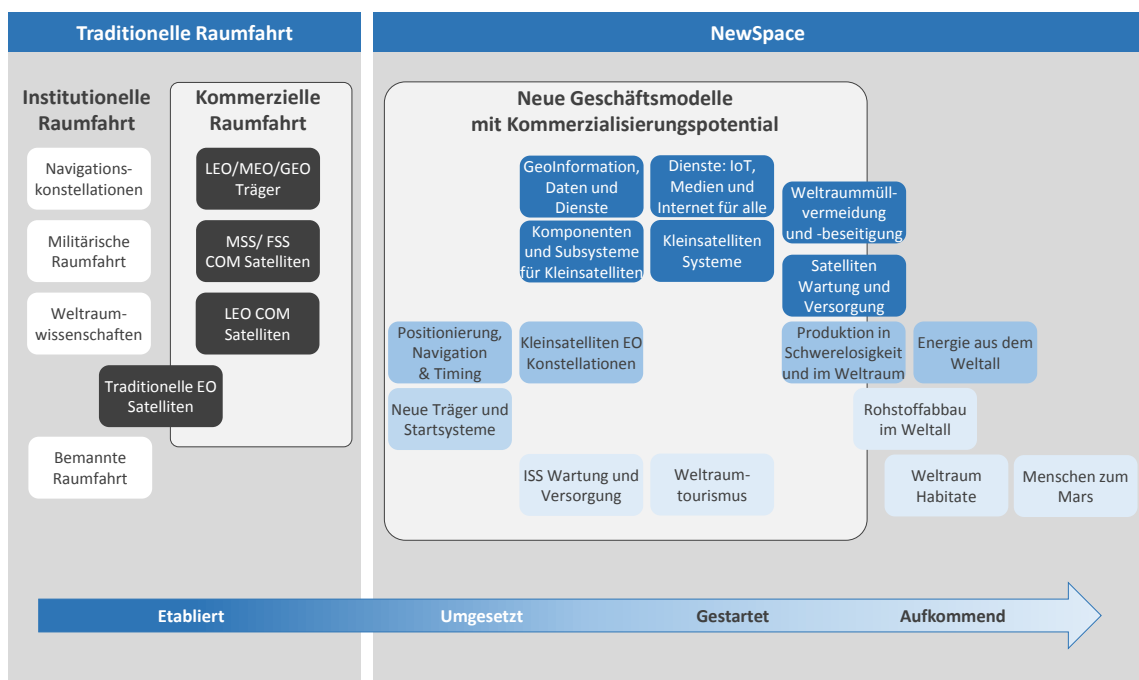 Traditionelle Raumfahrt
Institutionelle
Raumfahrt
Navigations-
konstellationen
Militärische
Raumfahrt
Weltraum-
wissenschaften
Kommerzielle
Raumfahrt
LEO/MEO/GEO
Träger
MSS/ FSS
COM Satelliten
LEO COM
Satelliten
Traditionelle EO
Satelliten
Bemannte
Raumfahrt
NewSpace
Neue Geschäftsmodelle
mit Kommerzialisierungspotential
GeoInformation,
Daten und
Dienste
Dienste: IoT,
Medien und
Internet für alle
Weltraummüll-
vermeidung
und -beseitigung
Komponenten
und Subsysteme
für Kleinsatelliten
Kleinsatelliten
Systeme
Satelliten
Wartung und
Versorgung
Positionierung,
Navigation
& Timing
Kleinsatelliten EO
Konstellationen
Produktion in
Schwerelosigkeit
und im Weltraum
Energie aus dem
Weltall
Neue Träger und
Startsysteme
Rohstoffabbau
im Weltall
ISS Wartung und
Versorgung
Weltraum-
tourismus
Weltraum
Habitate
Menschen zum
Mars
Etabliert
Umgesetzt
Gestartet
Aufkommend